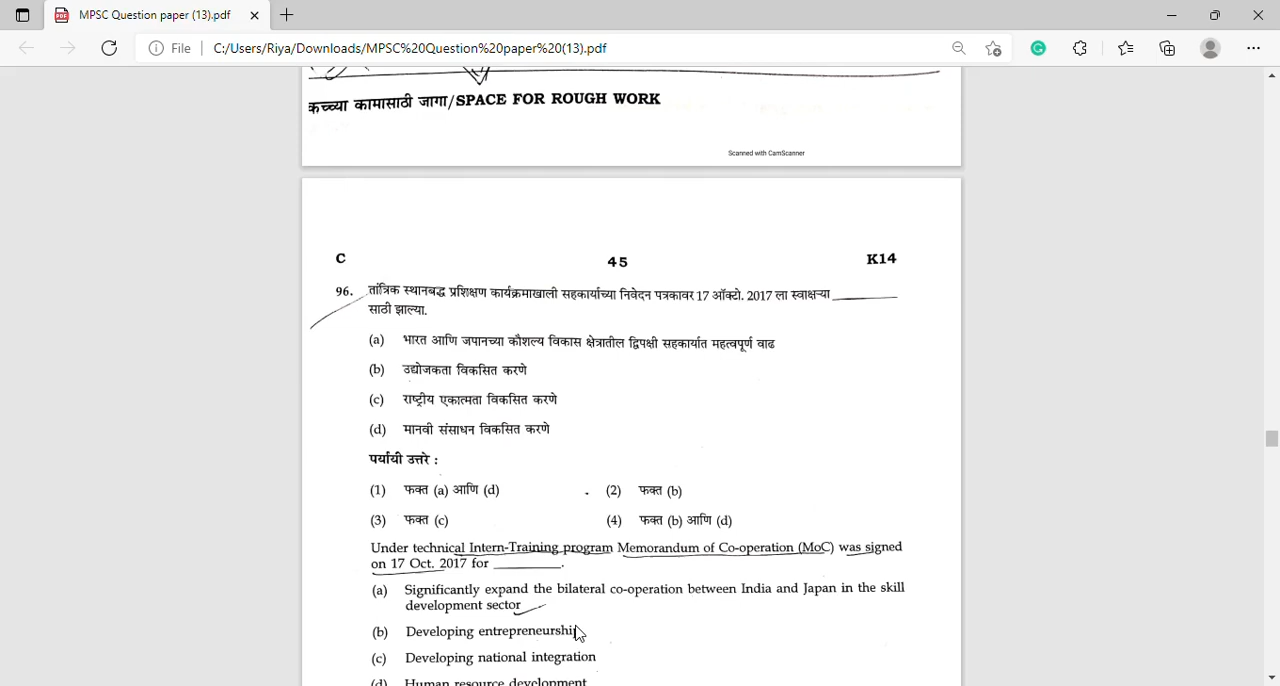 MPSC Question paper (13).pdf
File
C:/Users/Riya/Downloads/MPSC%20Question%20paper%20(13).pdf
कच्च्या कामासाठी जागा/SPACE FOR ROUGH WORK
Scanned with CamScanner
C 45 K14
96. तांत्रिक स्थानबद्ध प्रशिक्षण कार्यक्रमाखाली सहकार्याच्या निवेदन पत्रकावर 17 ऑक्टो. 2017 ला स्वाक्षऱ्या ________
साठी झाल्या.
(a) भारत आणि जपानच्या कौशल्य विकास क्षेत्रातील द्विपक्षी सहकार्यात महत्वपूर्ण वाढ
(b) उद्योजकता विकसित करणे
(c) राष्ट्रीय एकात्मता विकसित करणे
(d) मानवी संसाधन विकसित करणे
पर्यायी उत्तरे :
(1) फक्त (a) आणि (d) (2) फक्त (b)
(3) फक्त (c) (4) फक्त (b) आणि (d)
Under technical Intern-Training program Memorandum of Co-operation (MoC) was signed
on 17 Oct. 2017 for ________.
(a) Significantly expand the bilateral co-operation between India and Japan in the skill
development sector
(b) Developing entrepreneurship
(c) Developing national integration
(d) Human resource development